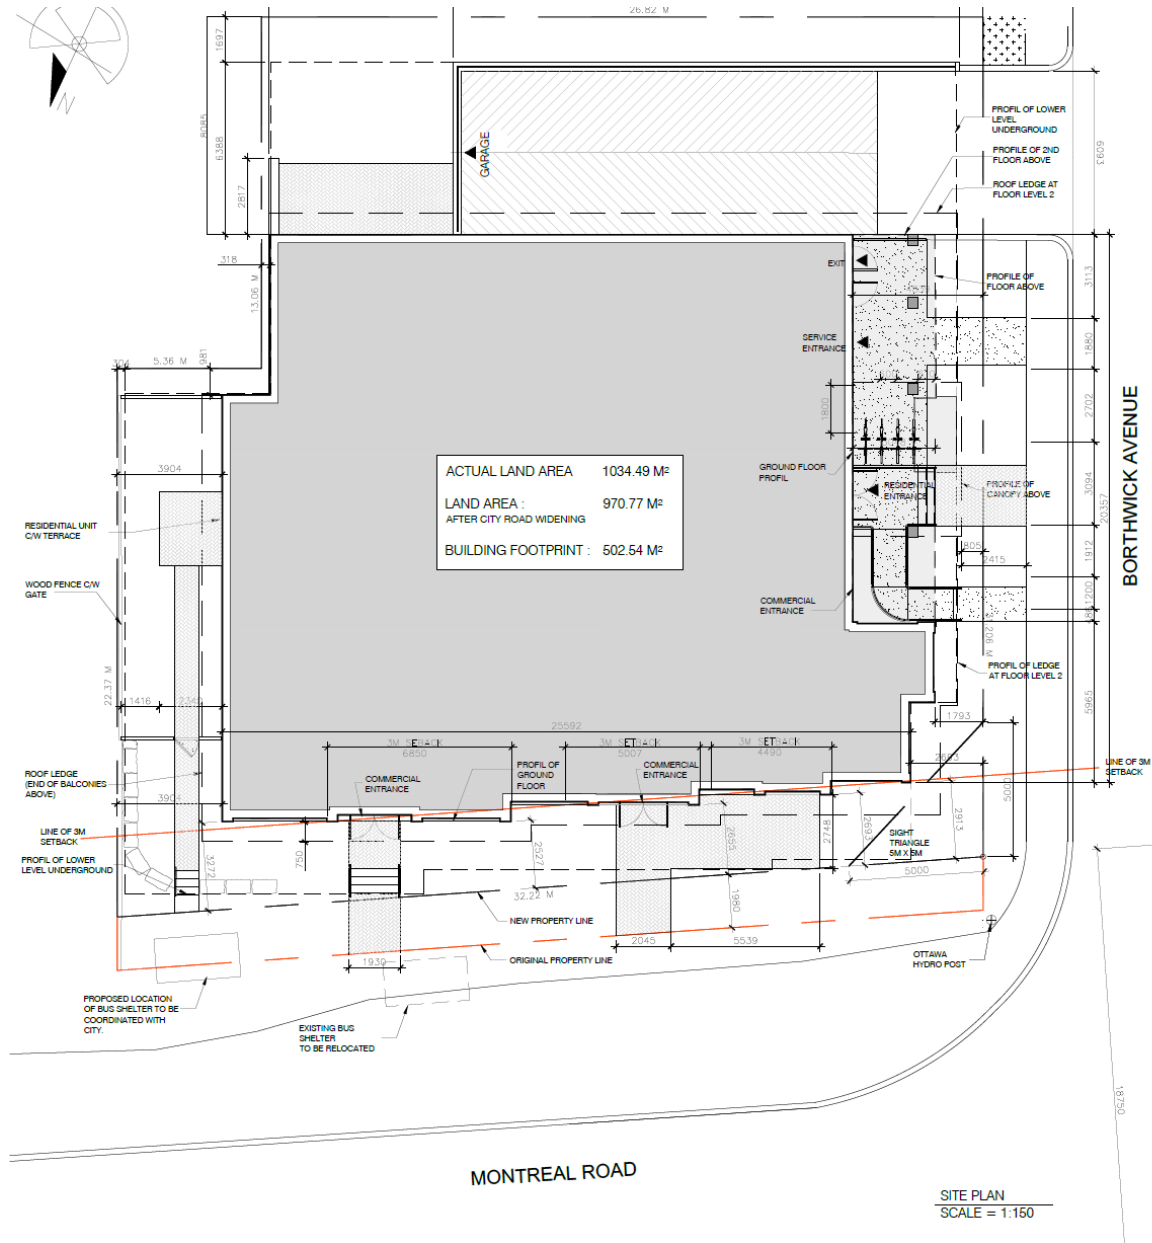 26.82 M
1697
N
8085
6388
2817
GARAGE
PROFIL OF LOWER
LEVEL
UNDERGROUND
PROFILE OF 2ND
FLOOR ABOVE
ROOF LEDGE AT
FLOOR LEVEL 2
6093
318
13.06 M
EXIT
PROFILE OF
FLOOR ABOVE
3113
SERVICE
ENTRANCE
1880
304
5.36 M
981
1800
2702
BORTHWICK AVENUE
3904
ACTUAL LAND AREA 1034.49 M²
LAND AREA : 970.77 M²
AFTER CITY ROAD WIDENING
BUILDING FOOTPRINT : 502.54 M²
GROUND FLOOR
PROFIL
RESIDENTIAL
ENTRANCE
PROFILE OF
CANOPY ABOVE
3094
20357
RESIDENTIAL UNIT
C/W TERRACE
805
2415
1912
WOOD FENCE C/W
GATE
COMMERCIAL
ENTRANCE
1200
22.37 M
PROFIL OF LEDGE
AT FLOOR LEVEL 2
5965
1416
2340
25592
1793
3M SETBACK
6850
3M SETBACK
5007
3M SETBACK
4490
2693
ROOF LEDGE
(END OF BALCONIES
ABOVE)
COMMERCIAL
ENTRANCE
PROFIL OF
GROUND
FLOOR
COMMERCIAL
ENTRANCE
LINE OF 3M
SETBACK
5000
3904
LINE OF 3M
SETBACK
750
2527
2655
2748
2693
2913
SIGHT
TRIANGLE
5M X 5M
PROFIL OF LOWER
LEVEL UNDERGROUND
3272
5000
32.22 M
1980
NEW PROPERTY LINE
2045
5539
ORIGINAL PROPERTY LINE
1930
OTTAWA
HYDRO POST
PROPOSED LOCATION
OF BUS SHELTER TO BE
COORDINATED WITH
CITY.
EXISTING BUS
SHELTER
TO BE RELOCATED
18750
MONTREAL ROAD
SITE PLAN
SCALE = 1:150